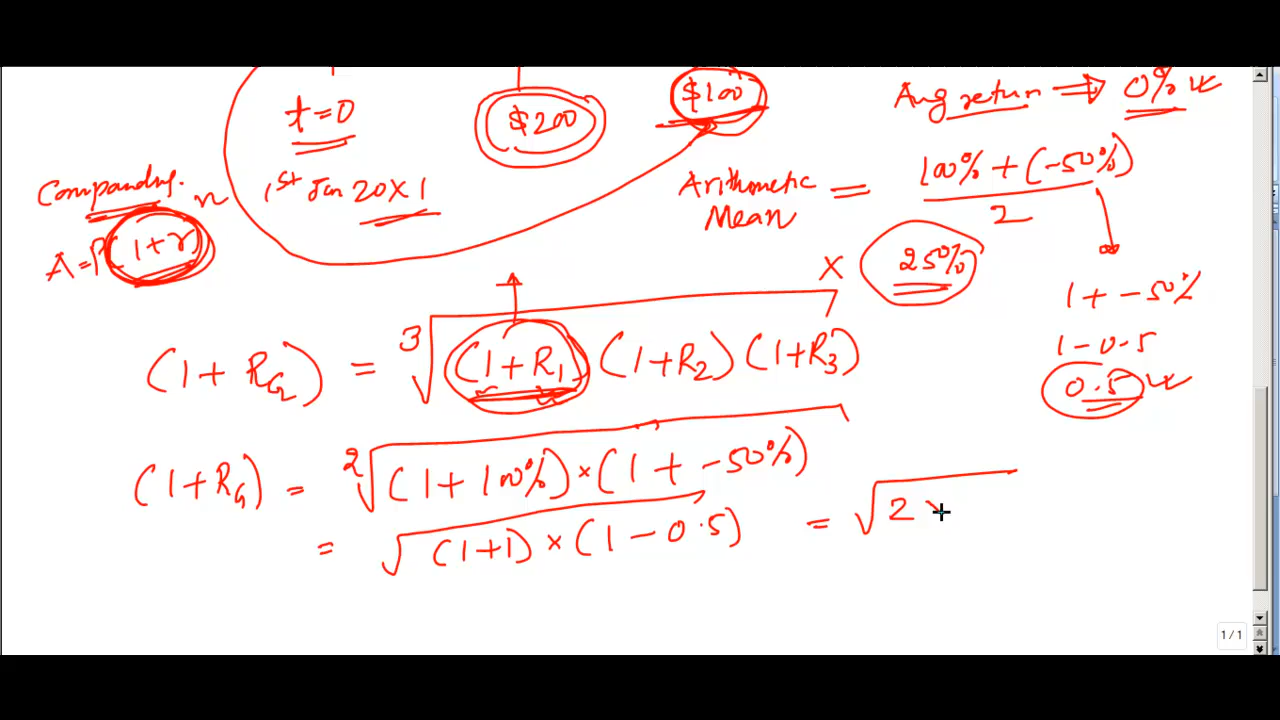 t=0
$200
$100
Avg return ⇒ 0%
Compounding.
1st Jan 20X1
n
A=P(1+r)
Arithmetic Mean = 100% + (-50%) / 2
25%
X
1 + -50%
1-0.5
0.5
(1+R_G) = ∛(1+R1)(1+R2)(1+R3)
(1+R_G) = ²√(1+100%)×(1+-50%)
= √(1+1)×(1-0.5) = √2
1/1